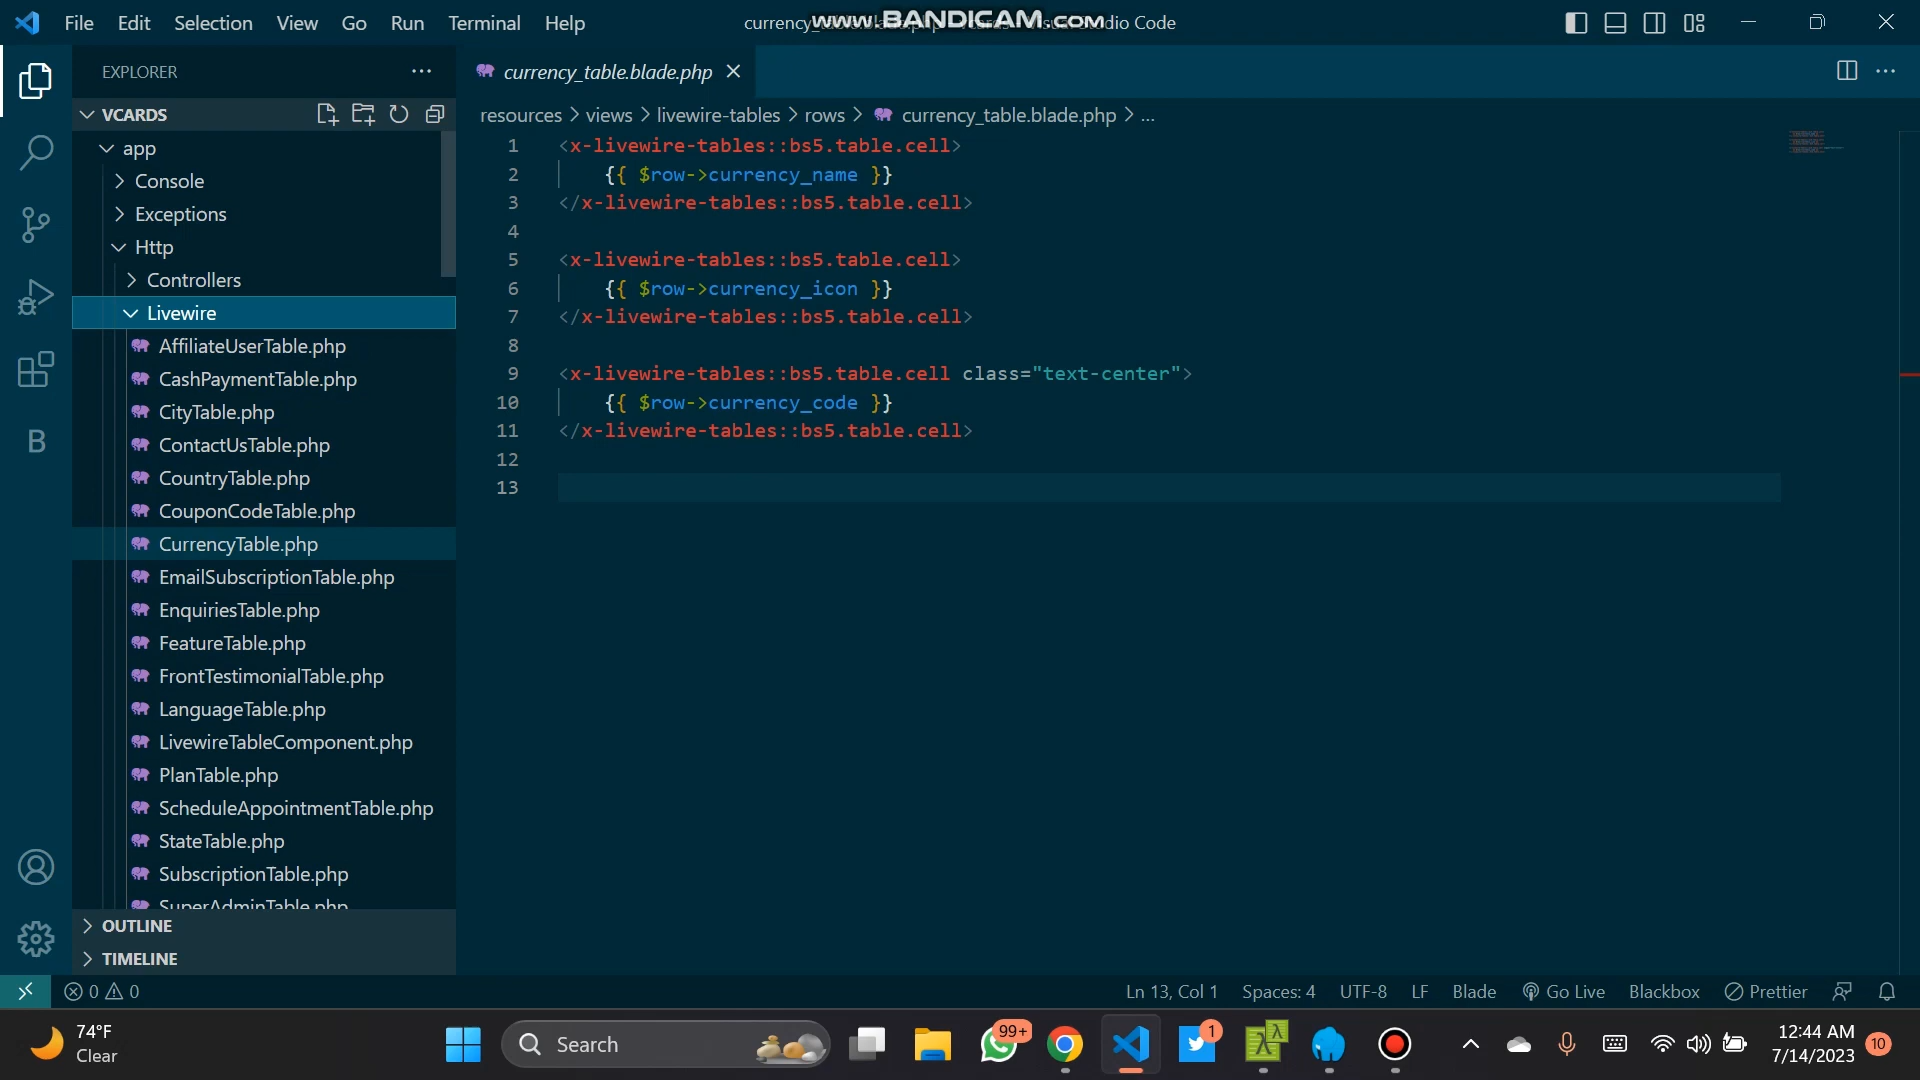 File Edit Selection View Go Run Terminal Help
www.BANDICAM.com
Studio Code
EXPLORER
currency_table.blade.php
VCARDS
resources > views > livewire-tables > rows > currency_table.blade.php > ...
app
Console
Exceptions
Http
Controllers
Livewire
AffiliateUserTable.php
CashPaymentTable.php
CityTable.php
ContactUsTable.php
CountryTable.php
CouponCodeTable.php
CurrencyTable.php
EmailSubscriptionTable.php
EnquiriesTable.php
FeatureTable.php
FrontTestimonialTable.php
LanguageTable.php
LivewireTableComponent.php
PlanTable.php
ScheduleAppointmentTable.php
StateTable.php
SubscriptionTable.php
SuperAdminTable.php
OUTLINE
TIMELINE
1 <x-livewire-tables::bs5.table.cell>
2 {{ $row->currency_name }}
3 </x-livewire-tables::bs5.table.cell>
4
5 <x-livewire-tables::bs5.table.cell>
6 {{ $row->currency_icon }}
7 </x-livewire-tables::bs5.table.cell>
8
9 <x-livewire-tables::bs5.table.cell class="text-center">
10 {{ $row->currency_code }}
11 </x-livewire-tables::bs5.table.cell>
12
13
B
0 0
Ln 13, Col 1 Spaces: 4 UTF-8 LF Blade Go Live Blackbox Prettier
74°F
Clear
Search
99+
1
12:44 AM
7/14/2023
10